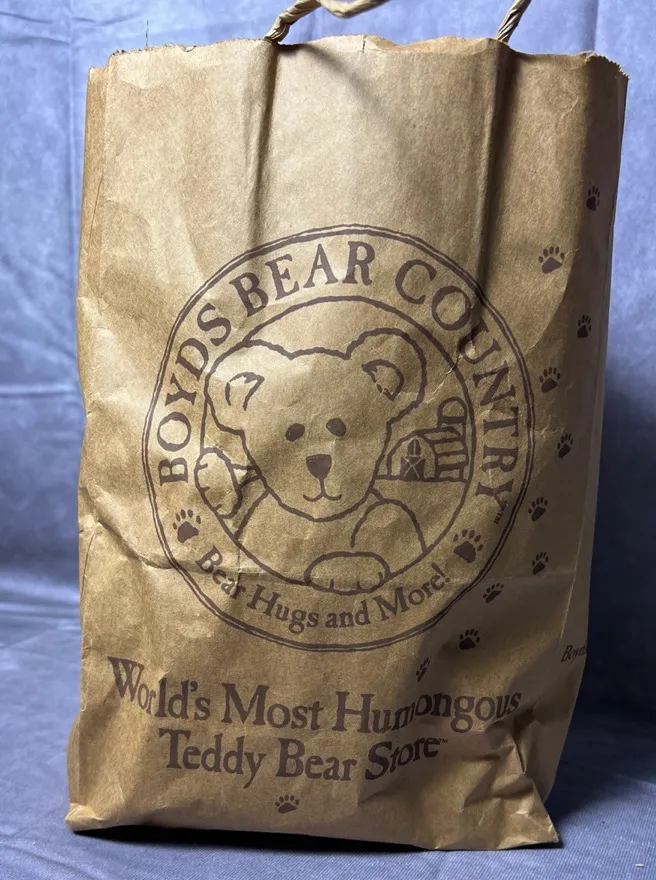 BOYDS BEAR COUNTRY™
Bear Hugs and More!
World's Most Humongous
Teddy Bear Store™